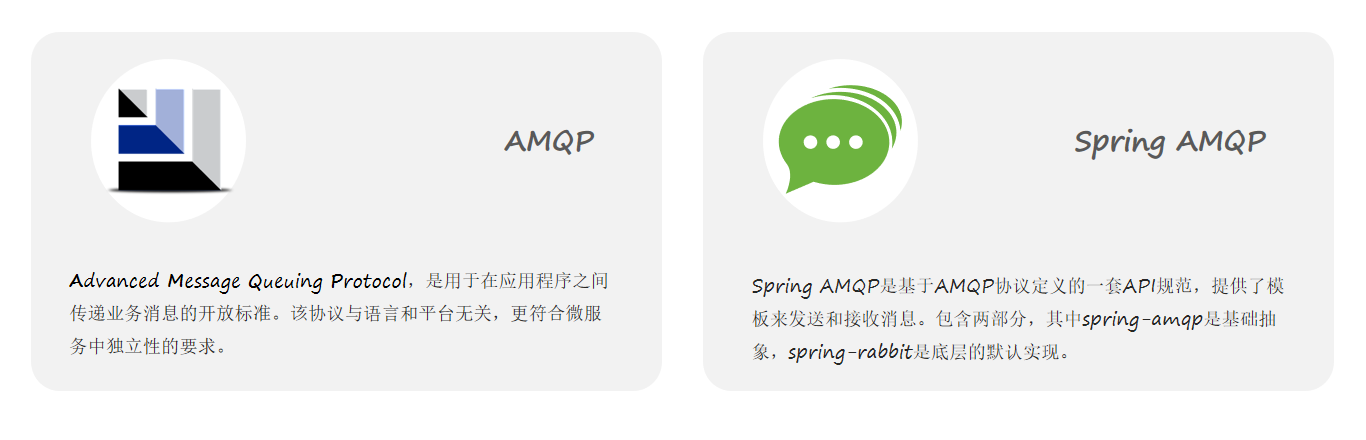 AMQP
Advanced Message Queuing Protocol，是用于在应用程序之间
传递业务消息的开放标准。该协议与语言和平台无关，更符合微服
务中独立性的要求。
Spring AMQP
Spring AMQP是基于AMQP协议定义的一套API规范，提供了模
板来发送和接收消息。包含两部分，其中spring-amqp是基础抽
象，spring-rabbit是底层的默认实现。